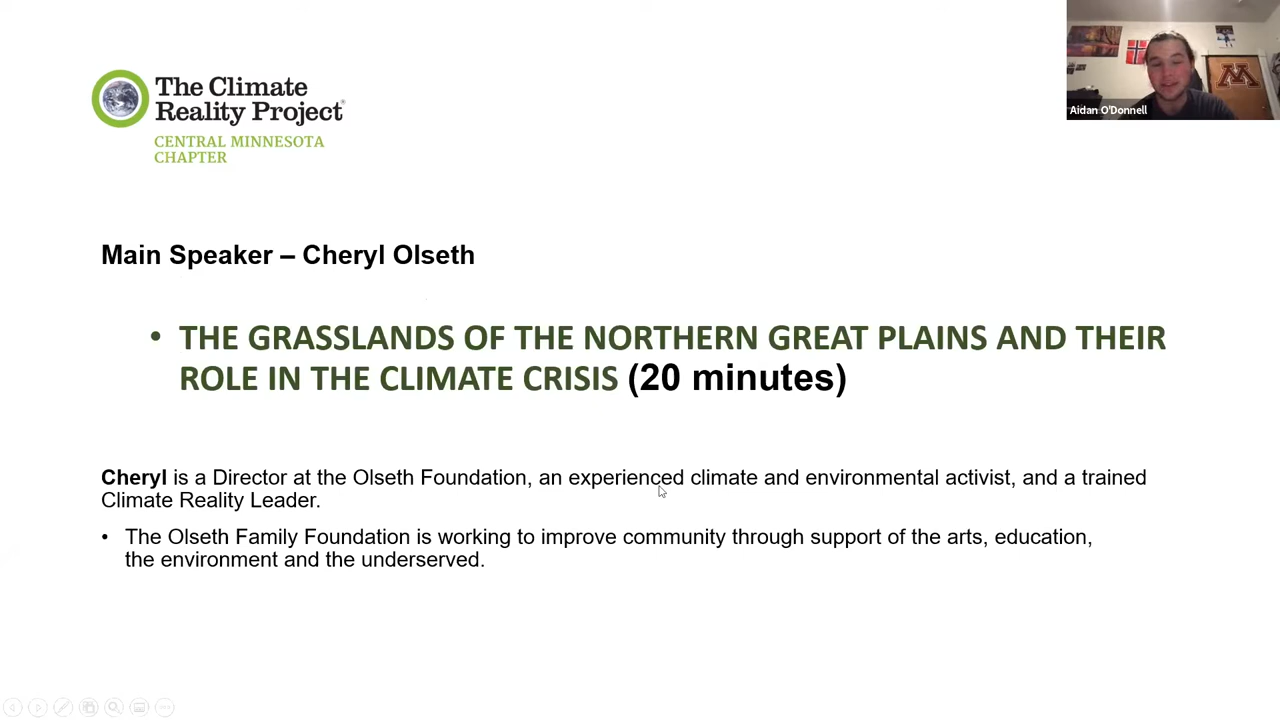 The Climate
Reality Project®
CENTRAL MINNESOTA
CHAPTER
Aidan O'Donnell
M
Main Speaker – Cheryl Olseth
• THE GRASSLANDS OF THE NORTHERN GREAT PLAINS AND THEIR
ROLE IN THE CLIMATE CRISIS (20 minutes)
Cheryl is a Director at the Olseth Foundation, an experienced climate and environmental activist, and a trained
Climate Reality Leader.
• The Olseth Family Foundation is working to improve community through support of the arts, education,
the environment and the underserved.